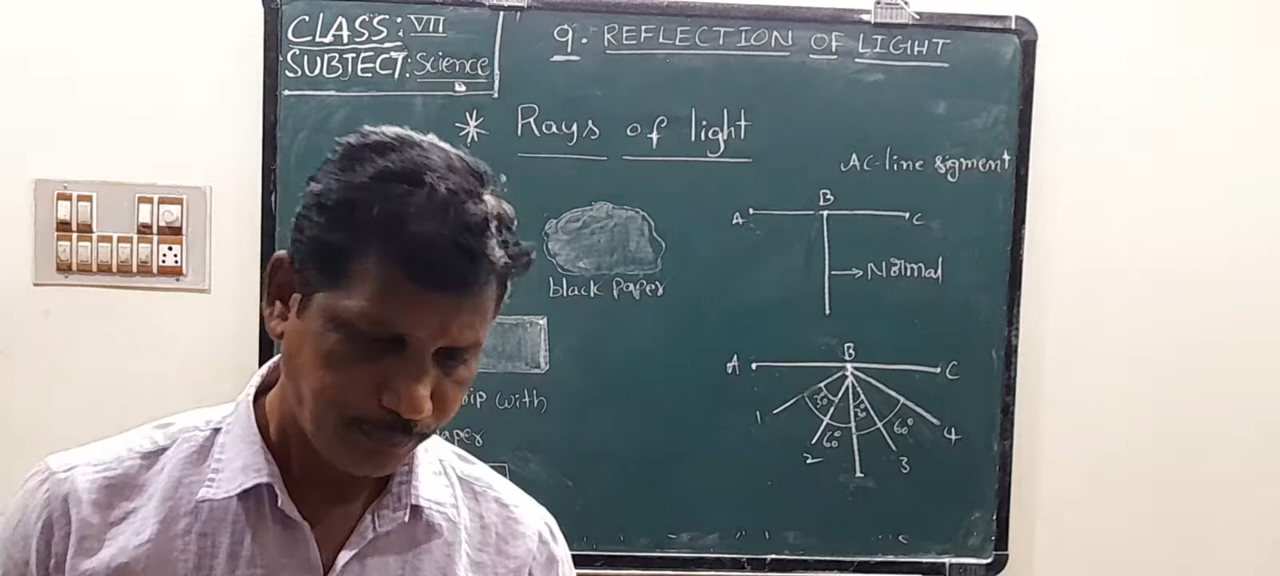 CLASS: VII
SUBJECT: Science
9. REFLECTION OF LIGHT
* Rays of light
AC-line sigment
A B C
Normal
black paper
with
A B C
1 30° 30° 60° 4
2 60° 3